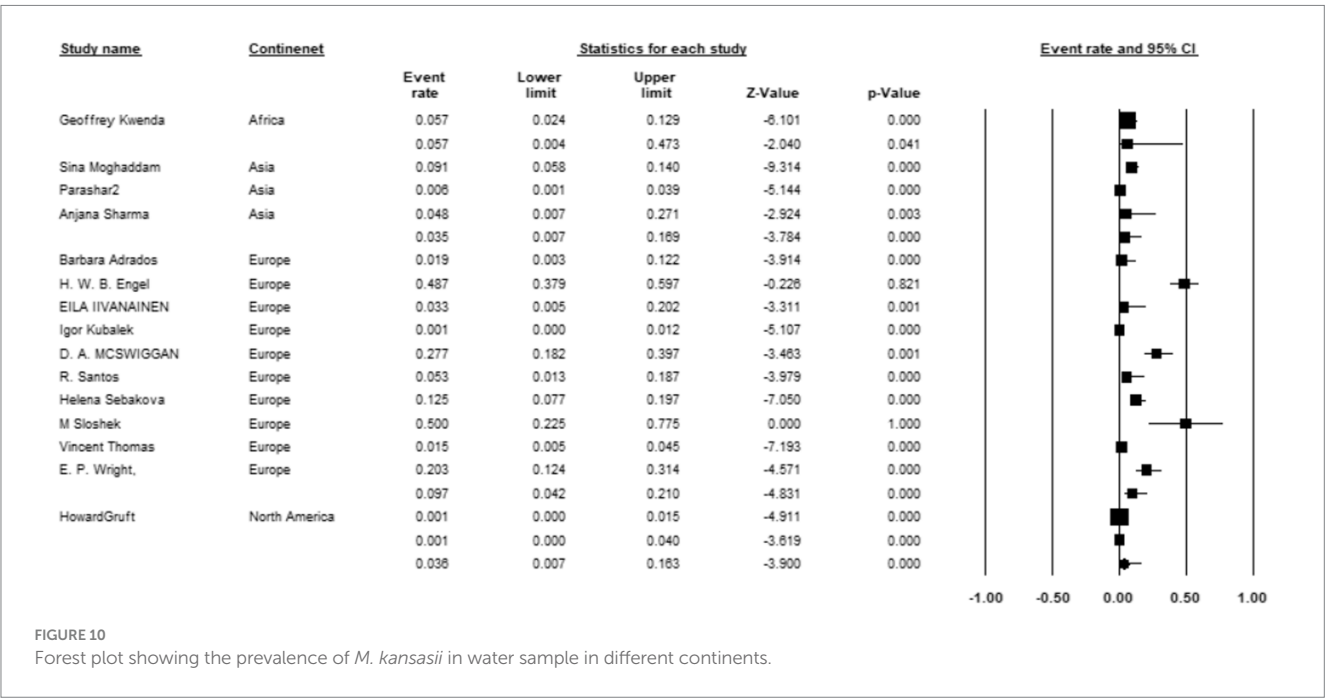 Study name Continenet Statistics for each study Event rate and 95% CI
Event rate Lower limit Upper limit Z-Value p-Value
Geoffrey Kwenda Africa 0.057 0.024 0.129 -6.101 0.000
0.057 0.004 0.473 -2.040 0.041
Sina Moghaddam Asia 0.091 0.058 0.140 -9.314 0.000
Parashar2 Asia 0.006 0.001 0.039 -5.144 0.000
Anjana Sharma Asia 0.048 0.007 0.271 -2.924 0.003
0.035 0.007 0.169 -3.784 0.000
Barbara Adrados Europe 0.019 0.003 0.122 -3.914 0.000
H. W. B. Engel Europe 0.487 0.379 0.597 -0.226 0.821
EILA IIVANAINEN Europe 0.033 0.005 0.202 -3.311 0.001
Igor Kubalek Europe 0.001 0.000 0.012 -5.107 0.000
D. A. MCSWIGGAN Europe 0.277 0.182 0.397 -3.463 0.001
R. Santos Europe 0.053 0.013 0.187 -3.979 0.000
Helena Sebakova Europe 0.125 0.077 0.197 -7.050 0.000
M Sloshek Europe 0.500 0.225 0.775 0.000 1.000
Vincent Thomas Europe 0.015 0.005 0.045 -7.193 0.000
E. P. Wright, Europe 0.203 0.124 0.314 -4.571 0.000
0.097 0.042 0.210 -4.831 0.000
HowardGruft North America 0.001 0.000 0.015 -4.911 0.000
0.001 0.000 0.040 -3.619 0.000
0.036 0.007 0.163 -3.900 0.000
-1.00 -0.50 0.00 0.50 1.00
FIGURE 10
Forest plot showing the prevalence of M. kansasii in water sample in different continents.